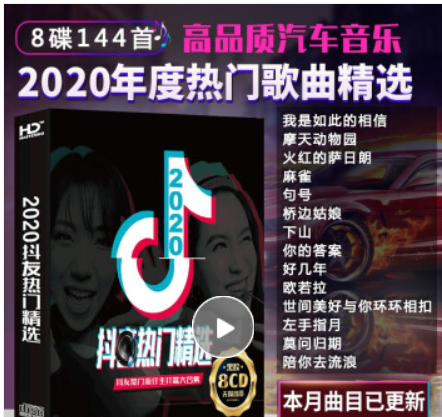 8碟144首
高品质汽车音乐
2020年度热门歌曲精选
HD
2020抖友热门精选
2020
抖友热门精选
8CD
我是如此的相信
摩天动物园
火红的萨日朗
麻雀
句号
桥边姑娘
下山
你的答案
好几年
欧若拉
世间美好与你环环相扣
左手指月
莫问归期
陪你去流浪
本月曲目已更新